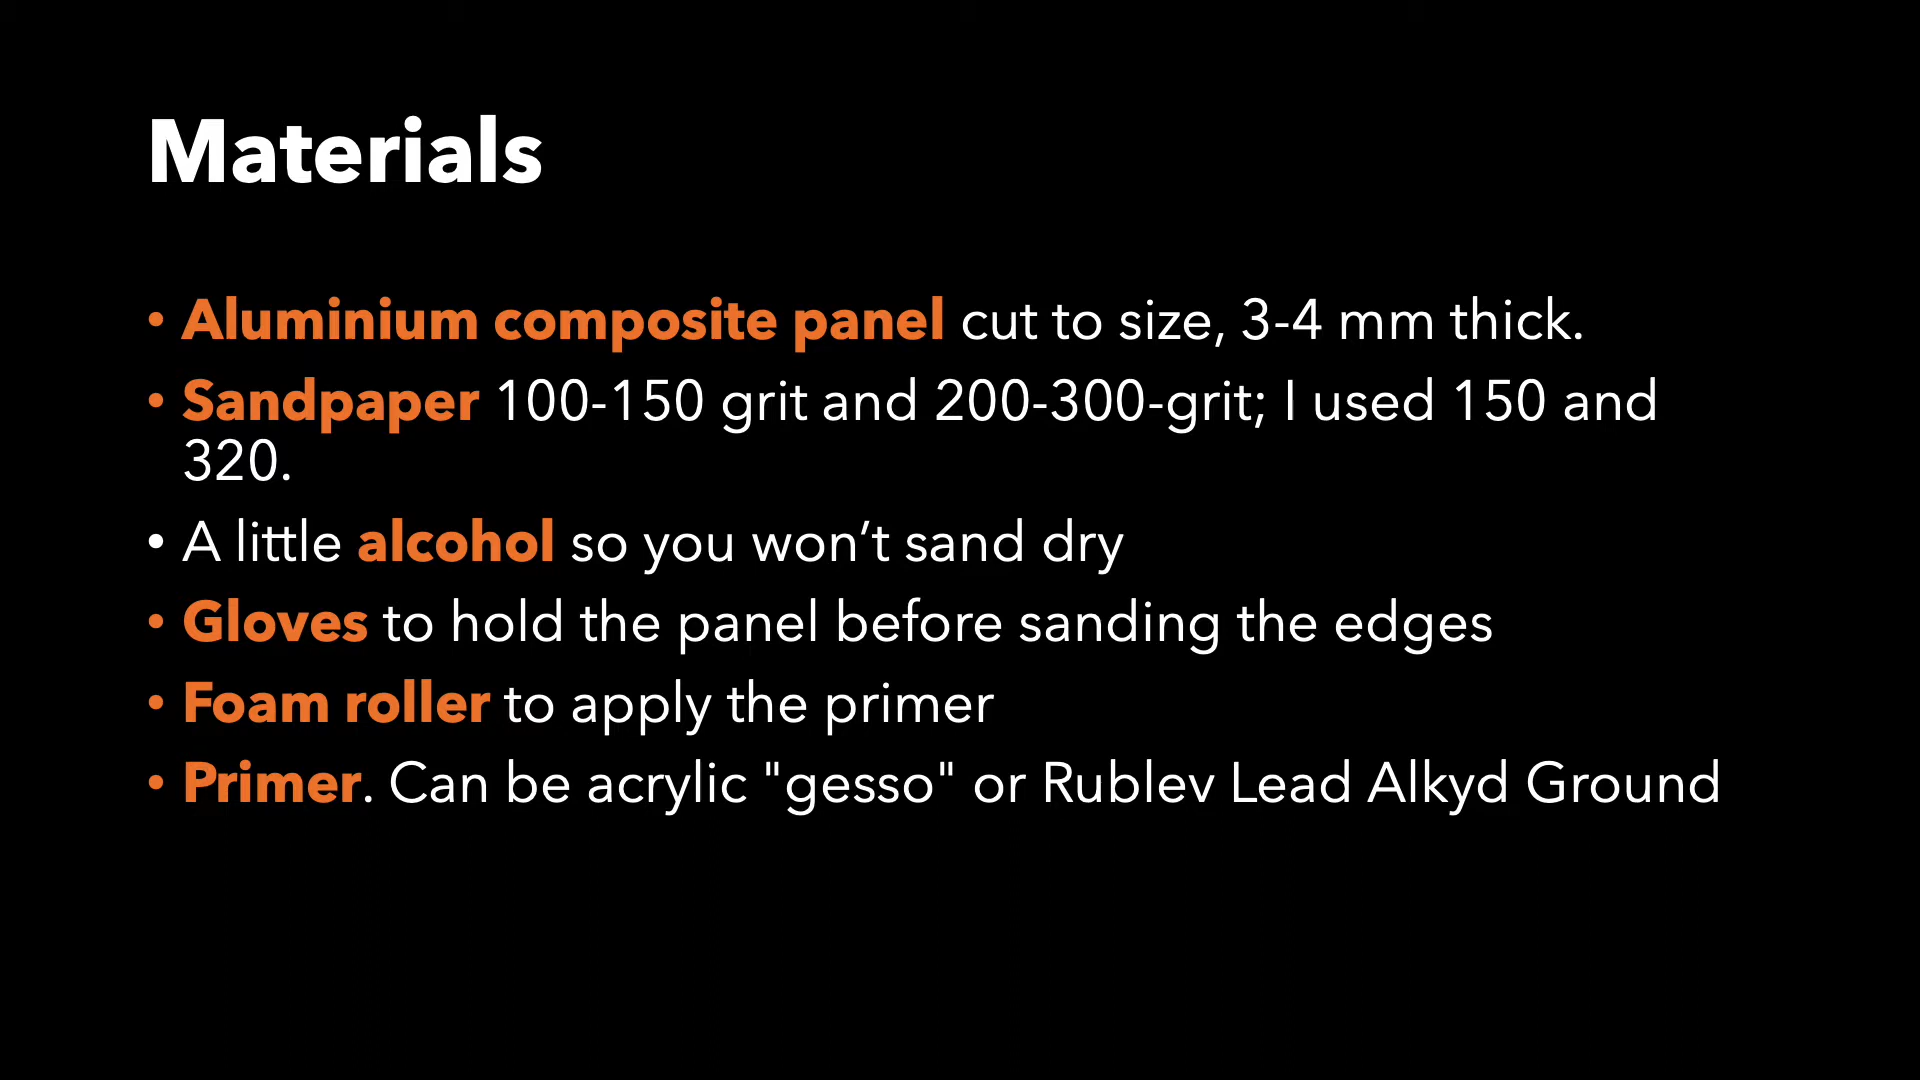 Materials
• Aluminium composite panel cut to size, 3-4 mm thick.
• Sandpaper 100-150 grit and 200-300-grit; I used 150 and
320.
• A little alcohol so you won’t sand dry
• Gloves to hold the panel before sanding the edges
• Foam roller to apply the primer
• Primer. Can be acrylic "gesso" or Rublev Lead Alkyd Ground